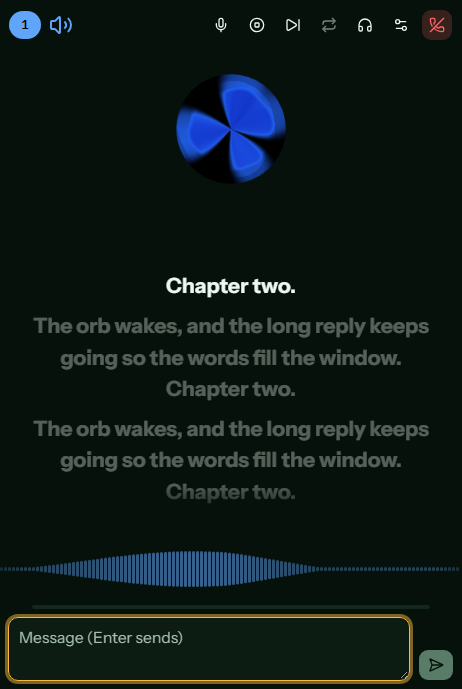 1
Chapter two.
The orb wakes, and the long reply keeps
going so the words fill the window.
Chapter two.
The orb wakes, and the long reply keeps
going so the words fill the window.
Chapter two.
Message (Enter sends)